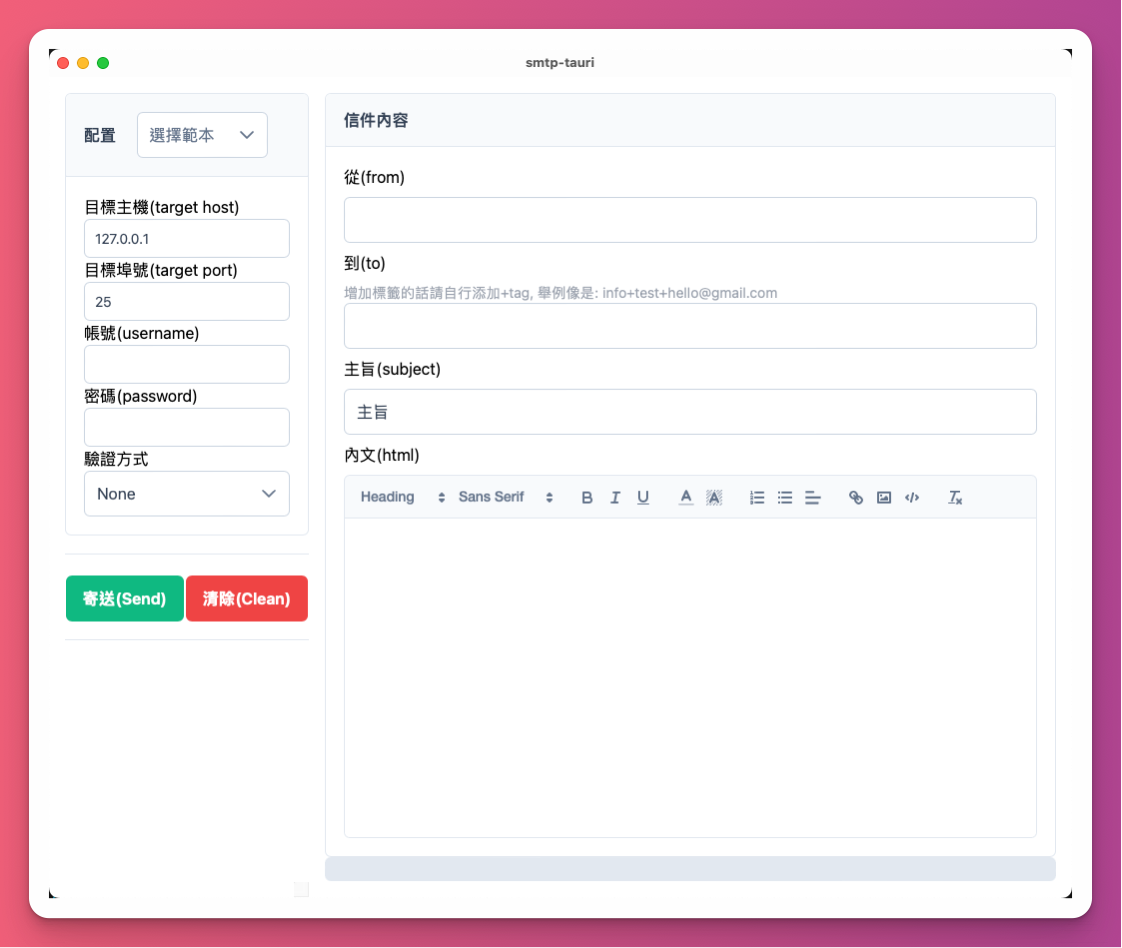 smtp-tauri
配置
選擇範本
目標主機(target host)
127.0.0.1
目標埠號(target port)
25
帳號(username)
密碼(password)
驗證方式
None
寄送(Send)
清除(Clean)
信件內容
從(from)
到(to)
增加標籤的話請自行添加+tag, 舉例像是: info+test+hello@gmail.com
主旨(subject)
主旨
內文(html)
Heading
Sans Serif